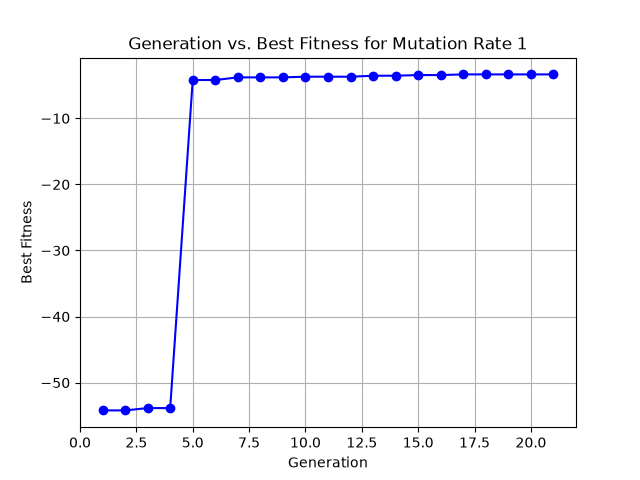 Generation vs. Best Fitness for Mutation Rate 1
Best Fitness
−10
−20
−30
−40
−50
0.0 2.5 5.0 7.5 10.0 12.5 15.0 17.5 20.0
Generation